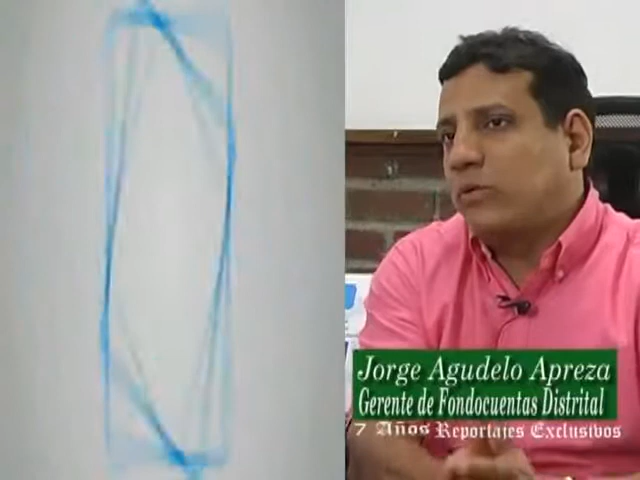 Jorge Agudelo Apreza
Gerente de Fondocuentas Distrital
7 Años Reportajes Exclusivos